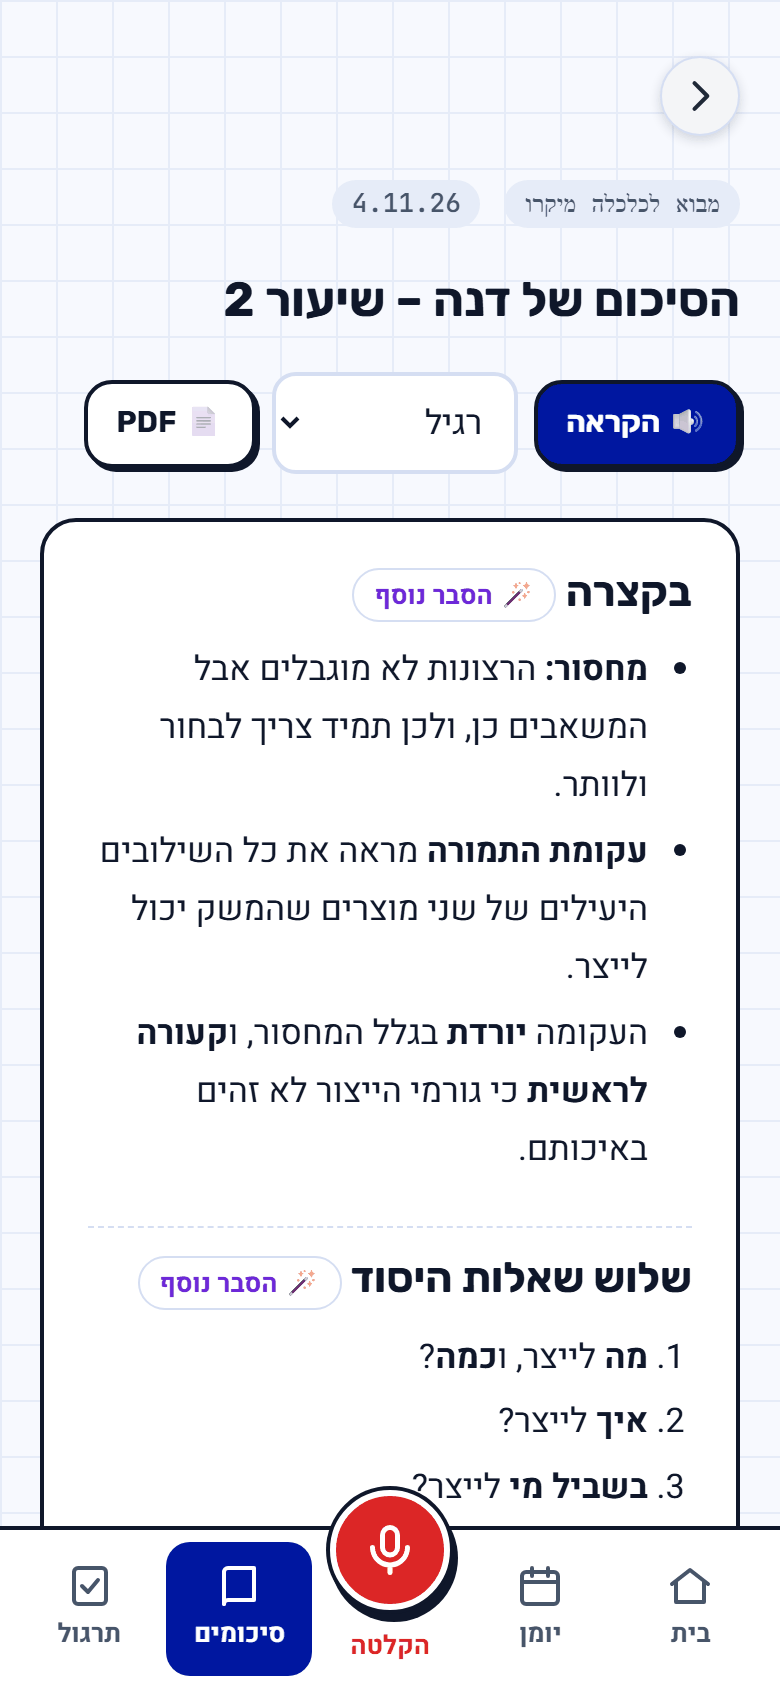 מבוא לכלכלה מיקרו 4.11.26
הסיכום של דנה – שיעור 2
הקראה רגיל PDF
בקצרה הסבר נוסף
• מחסור: הרצונות לא מוגבלים אבל
המשאבים כן, ולכן תמיד צריך לבחור
ולוותר.
• עקומת התמורה מראה את כל השילובים
היעילים של שני מוצרים שהמשק יכול
לייצר.
• העקומה יורדת בגלל המחסור, וקעורה
לראשית כי גורמי הייצור לא זהים
באיכותם.
שלוש שאלות היסוד הסבר נוסף
1. מה לייצר, וכמה?
2. איך לייצר?
3. בשביל מי לייצר?
בית יומן הקלטה סיכומים תרגול